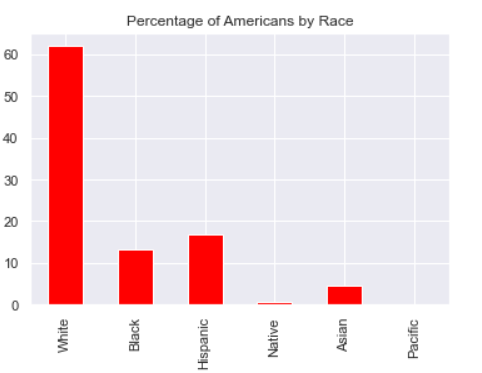 Percentage of Americans by Race
60
50
40
30
20
10
0
White
Black
Hispanic
Native
Asian
Pacific